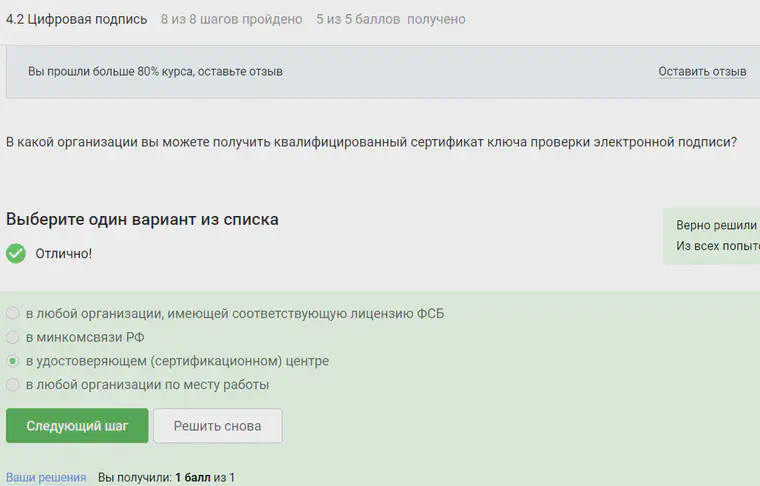 4.2 Цифровая подпись 8 из 8 шагов пройдено 5 из 5 баллов получено
Вы прошли больше 80% курса, оставьте отзыв Оставить отзыв
В какой организации вы можете получить квалифицированный сертификат ключа проверки электронной подписи?
Выберите один вариант из списка
Верно решили
Отлично!
Из всех попыто
в любой организации, имеющей соответствующую лицензию ФСБ
в минкомсвязи РФ
в удостоверяющем (сертификационном) центре
в любой организации по месту работы
Следующий шаг Решить снова
Ваши решения Вы получили: 1 балл из 1